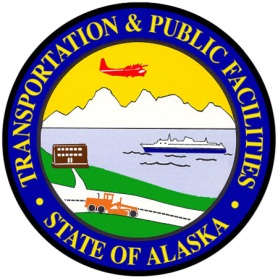 TRANSPORTATION & PUBLIC FACILITIES
STATE OF ALASKA